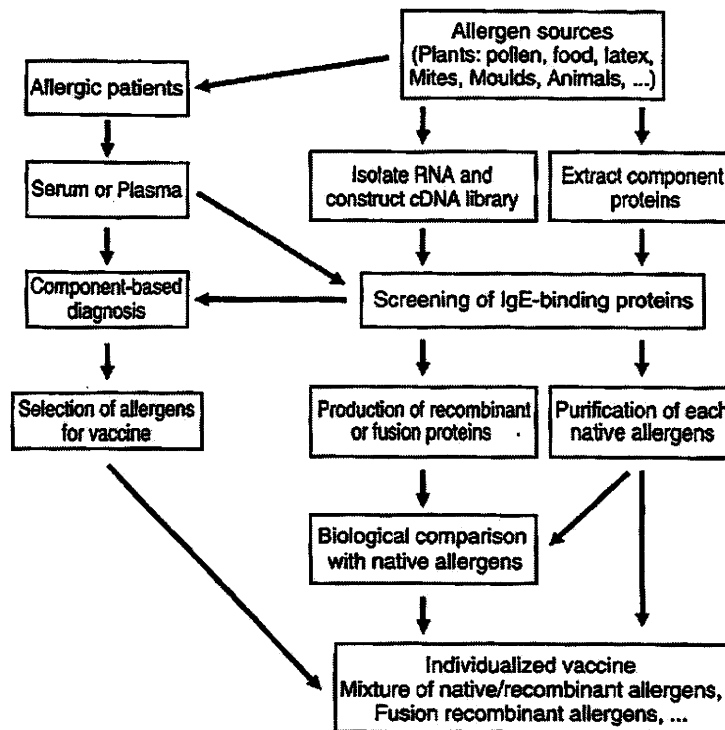 Allergen sources
(Plants: pollen, food, latex,
Mites, Moulds, Animals, ...)
Allergic patients
Isolate RNA and
construct cDNA library
Extract component
proteins
Serum or Plasma
Component-based
diagnosis
Screening of IgE-binding proteins
Selection of allergens
for vaccine
Production of recombinant
or fusion proteins
Purification of each
native allergens
Biological comparison
with native allergens
Individualized vaccine
Mixture of native/recombinant allergens,
Fusion recombinant allergens, ...